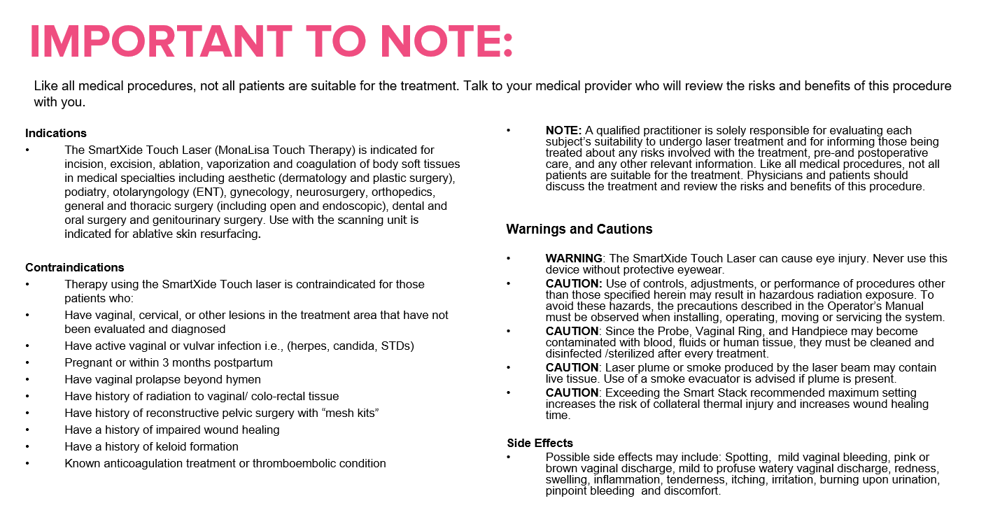 IMPORTANT TO NOTE:
Like all medical procedures, not all patients are suitable for the treatment. Talk to your medical provider who will review the risks and benefits of this procedure
with you.
Indications
• The SmartXide Touch Laser (MonaLisa Touch Therapy) is indicated for
incision, excision, ablation, vaporization and coagulation of body soft tissues
in medical specialties including aesthetic (dermatology and plastic surgery),
podiatry, otolaryngology (ENT), gynecology, neurosurgery, orthopedics,
general and thoracic surgery (including open and endoscopic), dental and
oral surgery and genitourinary surgery. Use with the scanning unit is
indicated for ablative skin resurfacing.
Contraindications
• Therapy using the SmartXide Touch laser is contraindicated for those
patients who:
• Have vaginal, cervical, or other lesions in the treatment area that have not
been evaluated and diagnosed
• Have active vaginal or vulvar infection i.e., (herpes, candida, STDs)
• Pregnant or within 3 months postpartum
• Have vaginal prolapse beyond hymen
• Have history of radiation to vaginal/ colo-rectal tissue
• Have history of reconstructive pelvic surgery with “mesh kits”
• Have a history of impaired wound healing
• Have a history of keloid formation
• Known anticoagulation treatment or thromboembolic condition
• NOTE: A qualified practitioner is solely responsible for evaluating each
subject’s suitability to undergo laser treatment and for informing those being
treated about any risks involved with the treatment, pre-and postoperative
care, and any other relevant information. Like all medical procedures, not all
patients are suitable for the treatment. Physicians and patients should
discuss the treatment and review the risks and benefits of this procedure.
Warnings and Cautions
• WARNING: The SmartXide Touch Laser can cause eye injury. Never use this
device without protective eyewear.
• CAUTION: Use of controls, adjustments, or performance of procedures other
than those specified herein may result in hazardous radiation exposure. To
avoid these hazards, the precautions described in the Operator’s Manual
must be observed when installing, operating, moving or servicing the system.
• CAUTION: Since the Probe, Vaginal Ring, and Handpiece may become
contaminated with blood, fluids or human tissue, they must be cleaned and
disinfected /sterilized after every treatment.
• CAUTION: Laser plume or smoke produced by the laser beam may contain
live tissue. Use of a smoke evacuator is advised if plume is present.
• CAUTION: Exceeding the Smart Stack recommended maximum setting
increases the risk of collateral thermal injury and increases wound healing
time.
Side Effects
• Possible side effects may include: Spotting,  mild vaginal bleeding, pink or
brown vaginal discharge, mild to profuse watery vaginal discharge, redness,
swelling, inflammation, tenderness, itching, irritation, burning upon urination,
pinpoint bleeding  and discomfort.